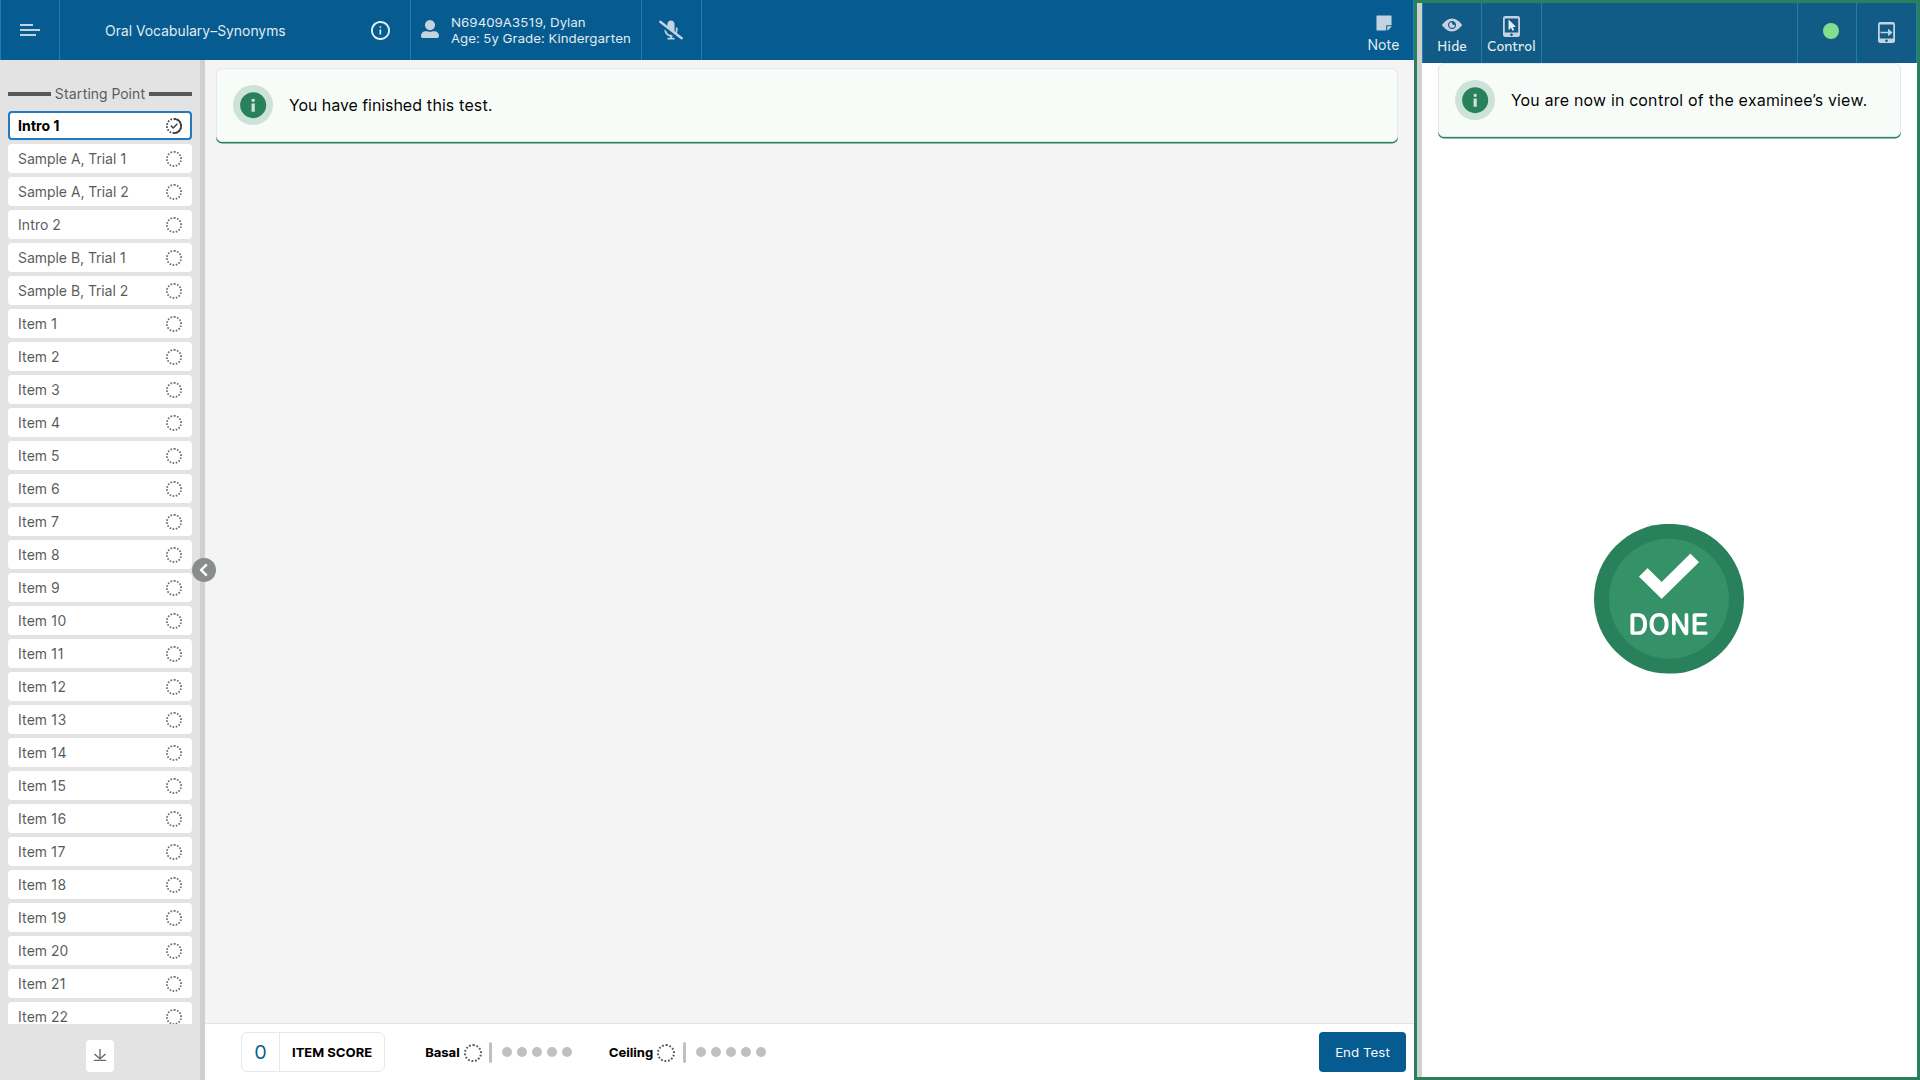 Oral Vocabulary–Synonyms
N69409A3519, Dylan
Age: 5y Grade: Kindergarten
Note
Hide
Control
Starting Point
Intro 1
Sample A, Trial 1
Sample A, Trial 2
Intro 2
Sample B, Trial 1
Sample B, Trial 2
Item 1
Item 2
Item 3
Item 4
Item 5
Item 6
Item 7
Item 8
Item 9
Item 10
Item 11
Item 12
Item 13
Item 14
Item 15
Item 16
Item 17
Item 18
Item 19
Item 20
Item 21
Item 22
You have finished this test.
0 ITEM SCORE
Basal
Ceiling
End Test
You are now in control of the examinee’s view.
DONE